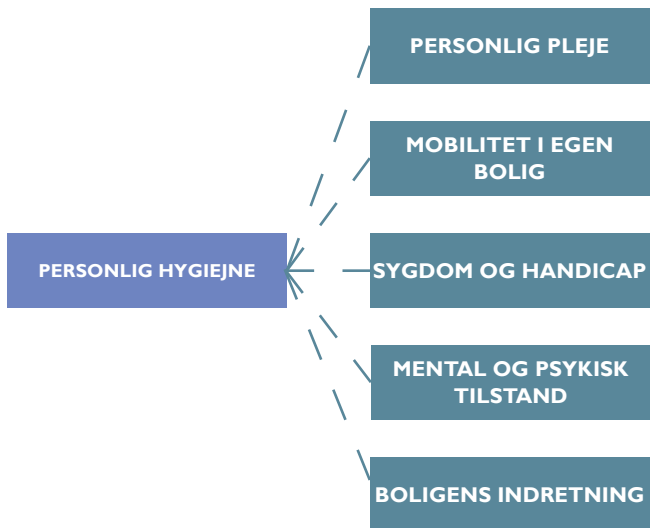 PERSONLIG PLEJE
MOBILITET I EGEN
BOLIG
PERSONLIG HYGIEJNE
SYGDOM OG HANDICAP
MENTAL OG PSYKISK
TILSTAND
BOLIGENS INDRETNING